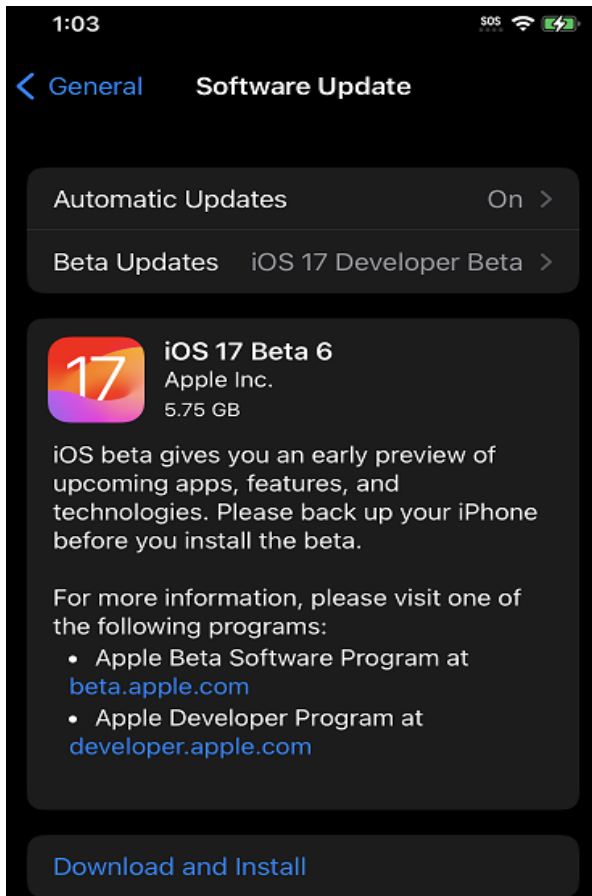 1:03
SOS
General
Software Update
Automatic Updates On
Beta Updates iOS 17 Developer Beta
17
iOS 17 Beta 6
Apple Inc.
5.75 GB
iOS beta gives you an early preview of
upcoming apps, features, and
technologies. Please back up your iPhone
before you install the beta.
For more information, please visit one of
the following programs:
• Apple Beta Software Program at
beta.apple.com
• Apple Developer Program at
developer.apple.com
Download and Install